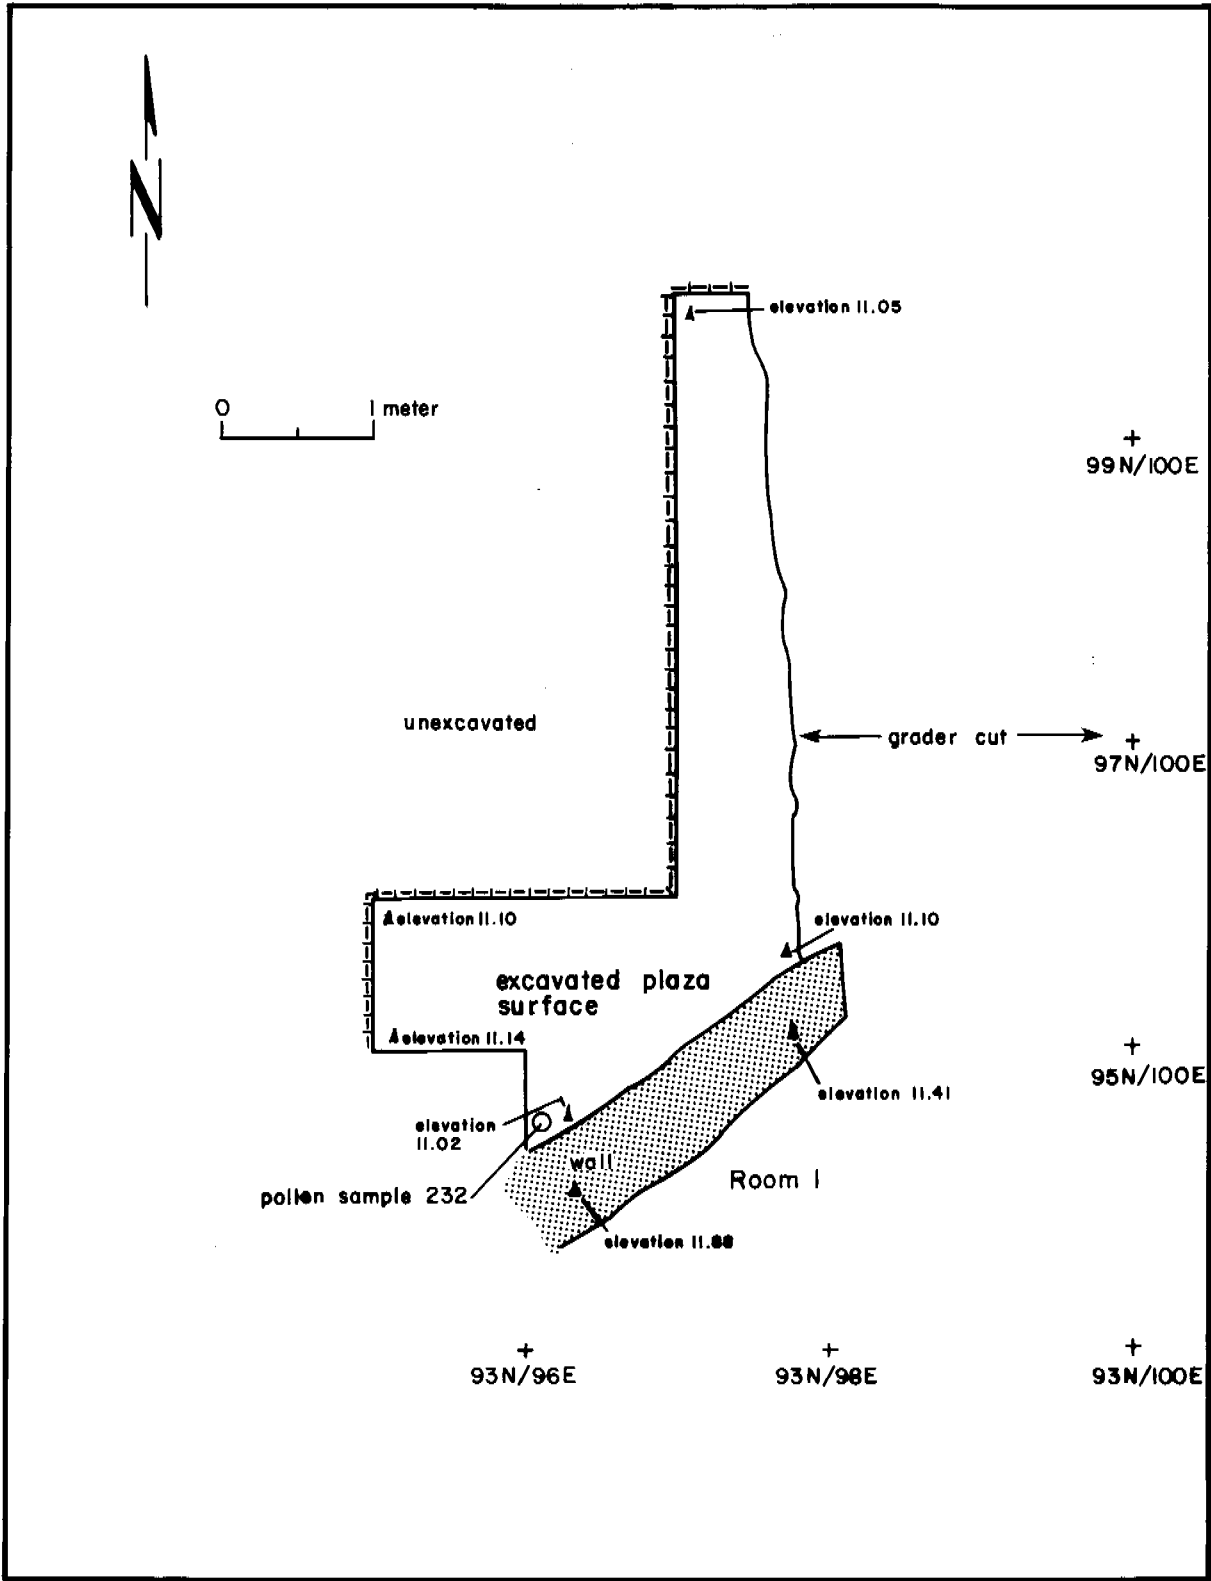 N
elevation 11.05
0 1 meter
99N/100E
unexcavated
grader cut
97N/100E
elevation 11.10
elevation 11.10
excavated plaza
surface
elevation 11.14
95N/100E
elevation 11.41
elevation
11.02
wall
Room 1
pollen sample 232
elevation 11.88
93N/96E
93N/98E
93N/100E